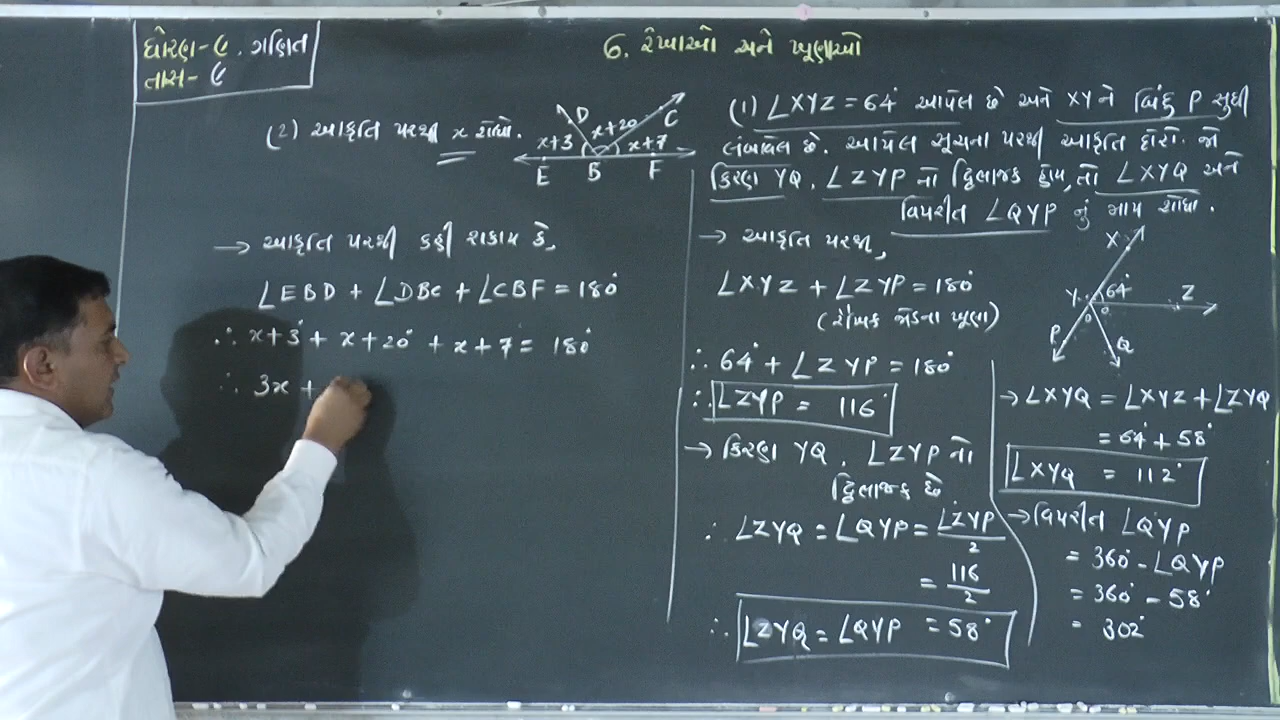 ધોરણ-૯. ગણિત
તાસ- ૯
6. રેખાઓ અને ખૂણાઓ
(1) ∠XYZ = 64° આપેલ છે અને XY ને બિંદુ P સુધી
લંબાવેલ છે. આપેલ સૂચના પરથી આકૃતિ દોરો. જો
કિરણ YQ, ∠ZYP નો દ્વિભાજક હોય, તો ∠XYQ અને
વિપરીત ∠QYP નું માપ શોધો.
→ આકૃતિ પરથી,
∠XYZ + ∠ZYP = 180°
(રૈખિક જોડના ખૂણા)
∴ 64° + ∠ZYP = 180°
∴ ∠ZYP = 116°
→ કિરણ YQ, ∠ZYP નો
દ્વિભાજક છે
∴ ∠ZYQ = ∠QYP = ∠ZYP / 2
= 116 / 2
∴ ∠ZYQ = ∠QYP = 58°
X
Y 64° Z
P Q
→ ∠XYQ = ∠XYZ + ∠ZYQ
= 64° + 58°
∠XYQ = 112°
→ વિપરીત ∠QYP
= 360° - ∠QYP
= 360° - 58°
= 302°
(2) આકૃતિ પરથી x શોધો.
D C
x+3 x+20 x+7
E B F
→ આકૃતિ પરથી કહી શકાય કે,
∠EBD + ∠DBC + ∠CBF = 180°
∴ x+3° + x+20° + x+7° = 180°
∴ 3x +